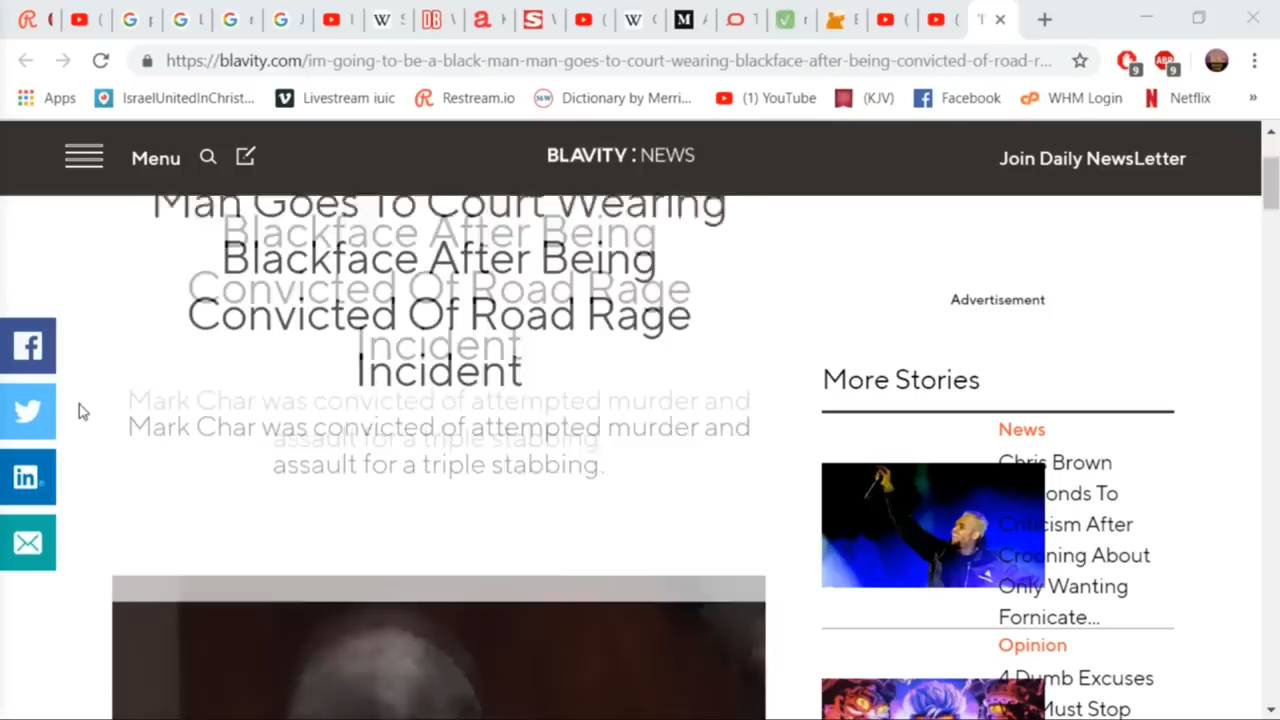 https://blavity.com/im-going-to-be-a-black-man-man-goes-to-court-wearing-blackface-after-being-convicted-of-road-r...
9
9
Apps
IsraelUnitedInChrist...
Livestream iuic
Restream.io
Dictionary by Merri...
(1) YouTube
(KJV)
Facebook
WHM Login
Netflix
»
Menu
BLAVITY : NEWS
Join Daily NewsLetter
Man Goes To Court Wearing
Blackface After Being
Convicted Of Road Rage
Incident
Mark Char was convicted of attempted murder and
assault for a triple stabbing.
Advertisement
More Stories
News
Chris Brown
onds To
Criticism After
Crooning About
Only Wanting
Fornicate...
Opinion
4 Dumb Excuses
Must Stop